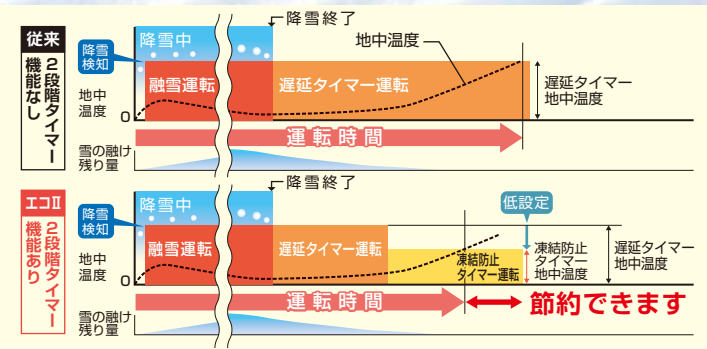 従来
2段階タイマー
機能なし
降雪
検知
降雪中
降雪終了
地中温度
融雪運転
遅延タイマー運転
遅延タイマー
地中温度
地中
温度
0
運転時間
雪の融け
残り量
エコⅡ
2段階タイマー
機能あり
降雪
検知
降雪中
降雪終了
低設定
融雪運転
遅延タイマー運転
凍結防止
タイマー運転
凍結防止
タイマー
地中温度
遅延タイマー
地中温度
地中
温度
0
運転時間
節約できます
雪の融け
残り量